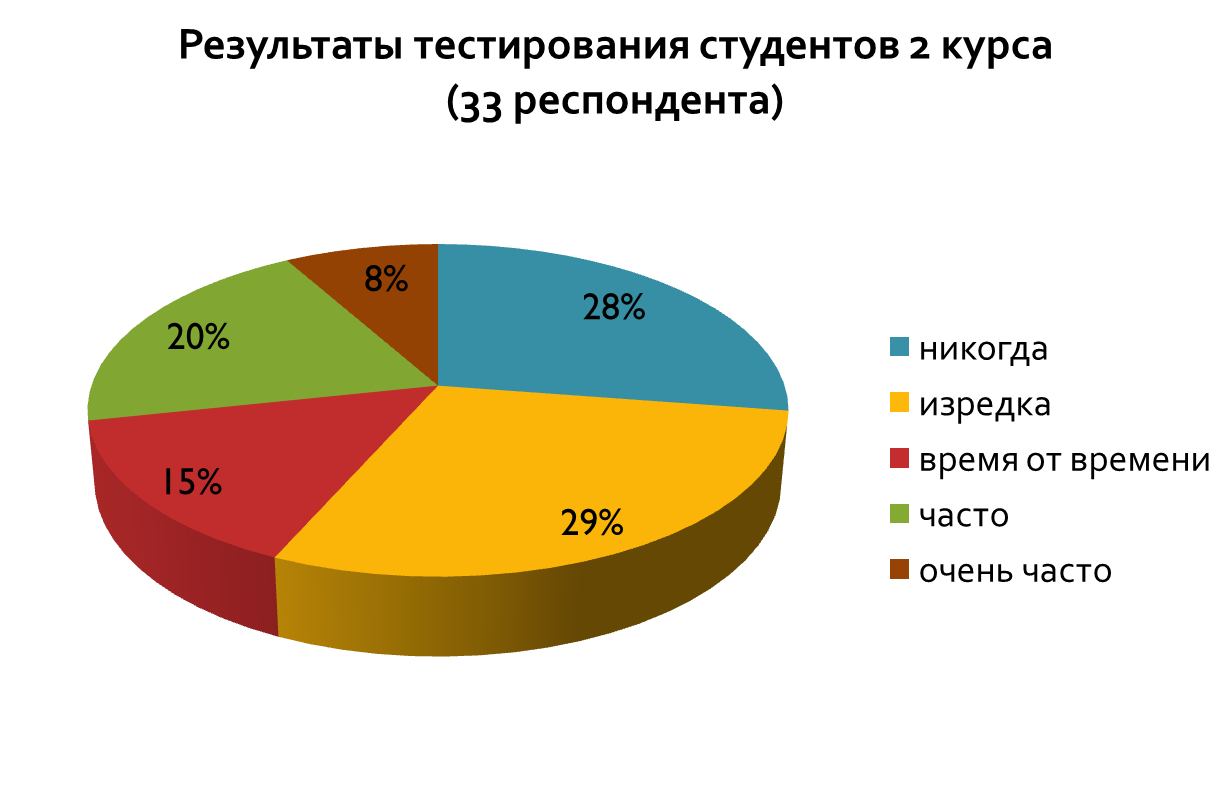 Результаты тестирования студентов 2 курса
(33 респондента)
8%
28%
20%
15%
29%
никогда
изредка
время от времени
часто
очень часто